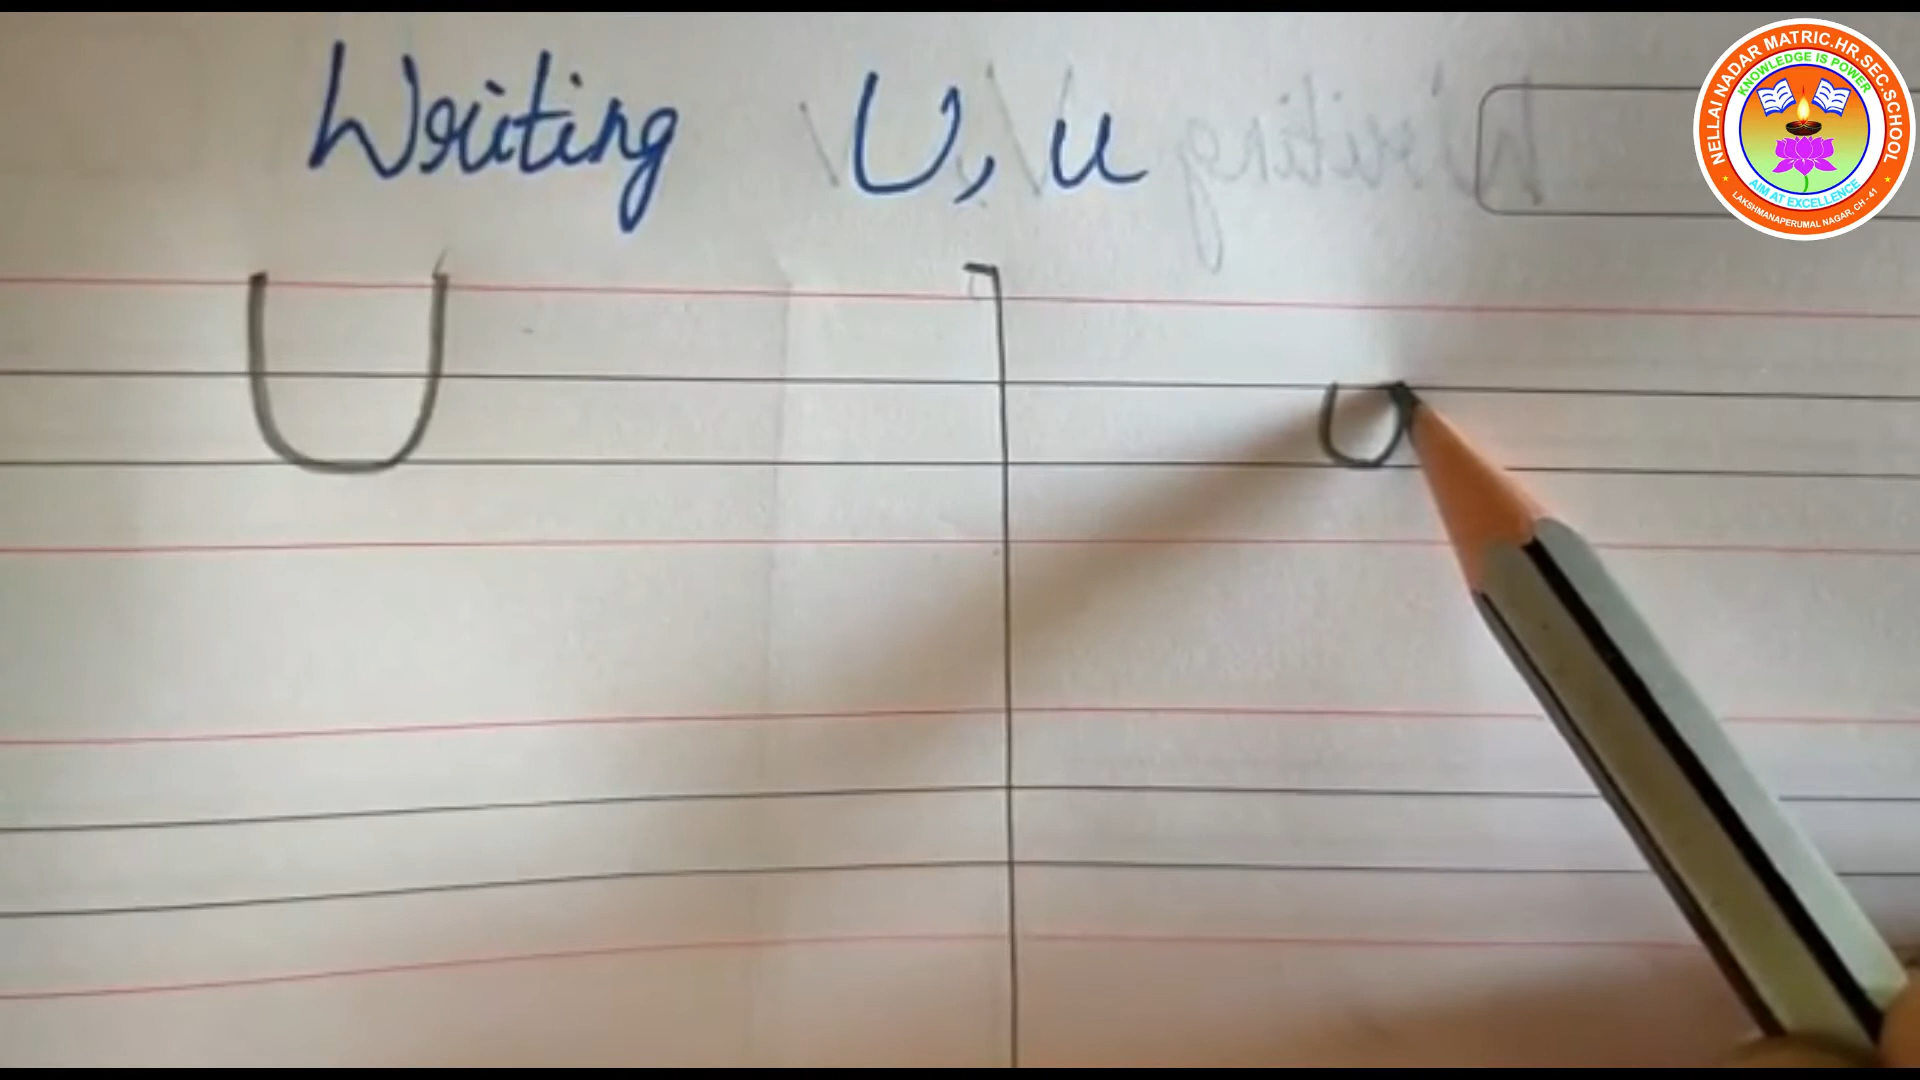 Writing U, u
U u
NELLAI NADAR MATRIC.HR.SEC.SCHOOL
KNOWLEDGE IS POWER
AIM AT EXCELLENCE
LAKSHMANAPERUMAL NAGAR, CH - 41